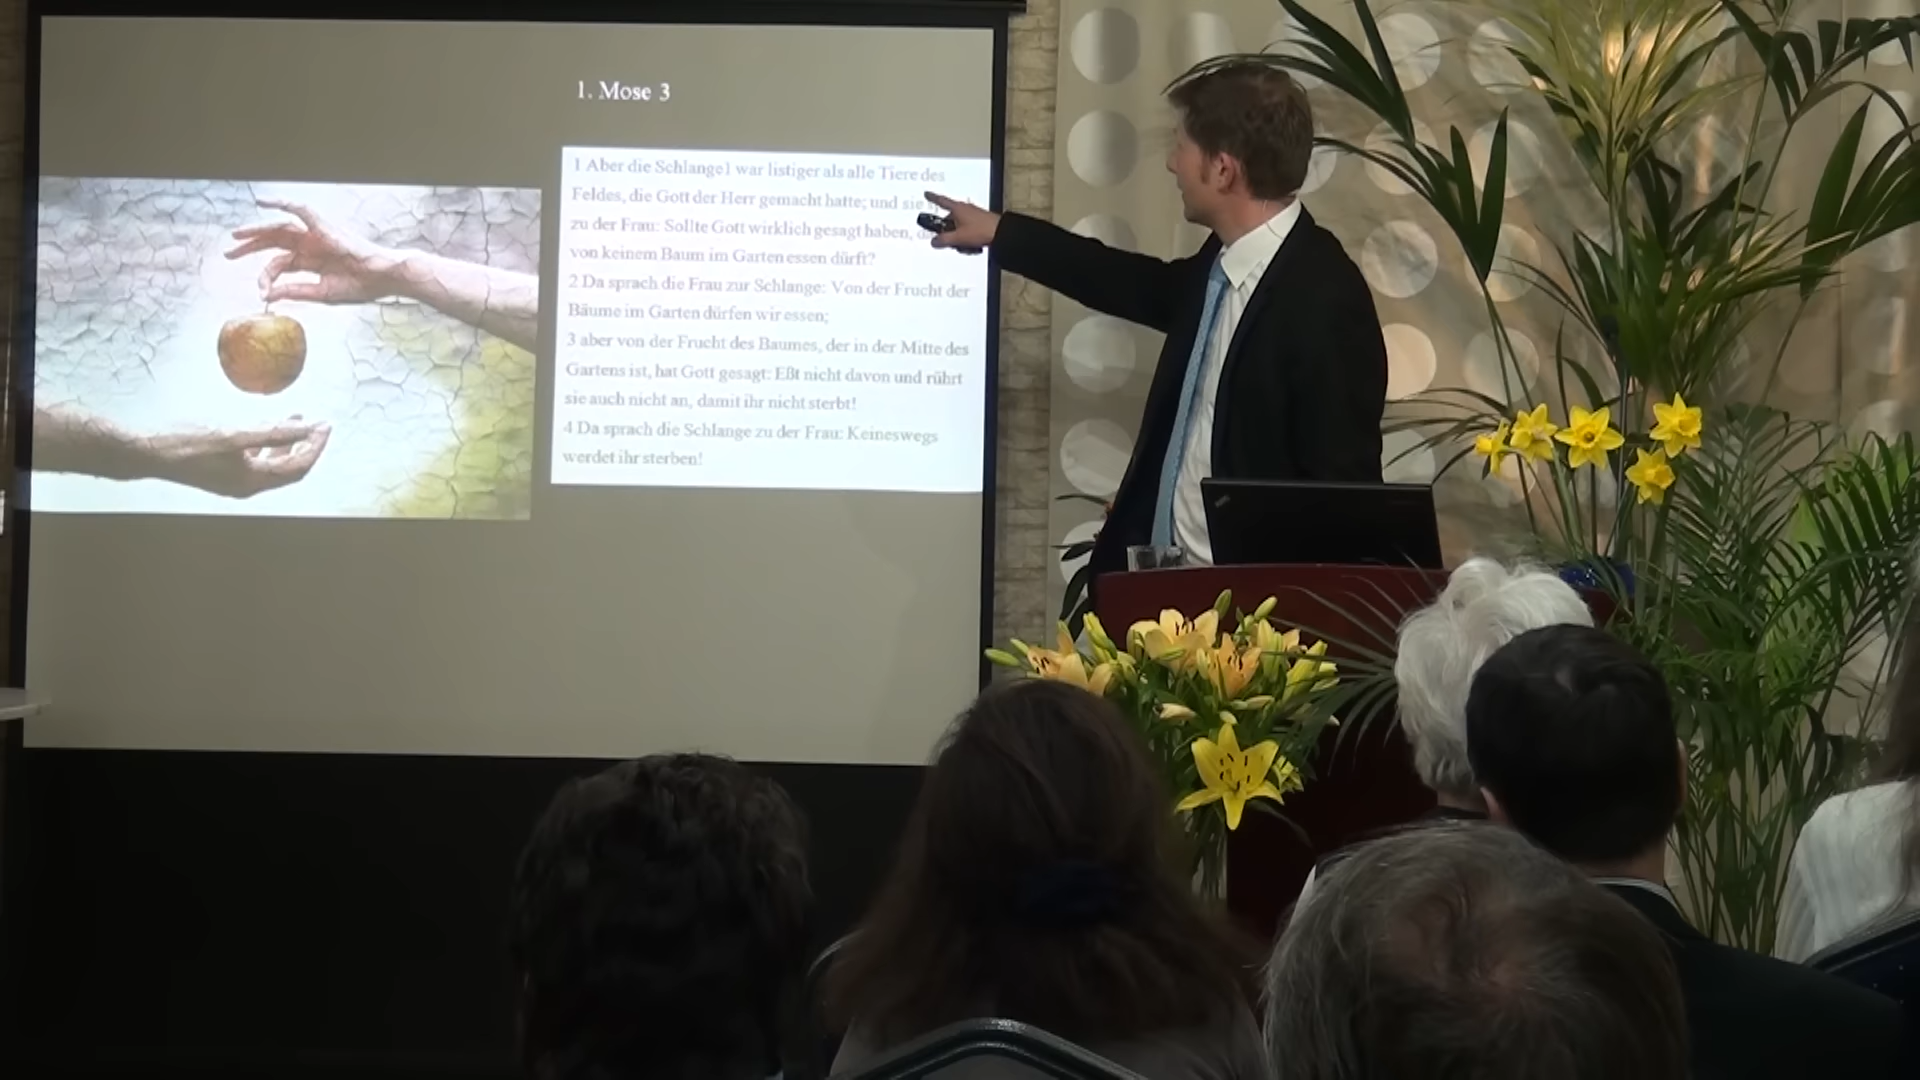 1. Mose 3
1 Aber die Schlange1 war listiger als alle Tiere des
Feldes, die Gott der Herr gemacht hatte; und sie
zu der Frau: Sollte Gott wirklich gesagt haben,
von keinem Baum im Garten essen dürft?
2 Da sprach die Frau zur Schlange: Von der Frucht der
Bäume im Garten dürfen wir essen;
3 aber von der Frucht des Baumes, der in der Mitte des
Gartens ist, hat Gott gesagt: Eßt nicht davon und rührt
sie auch nicht an, damit ihr nicht sterbt!
4 Da sprach die Schlange zu der Frau: Keineswegs
werdet ihr sterben!